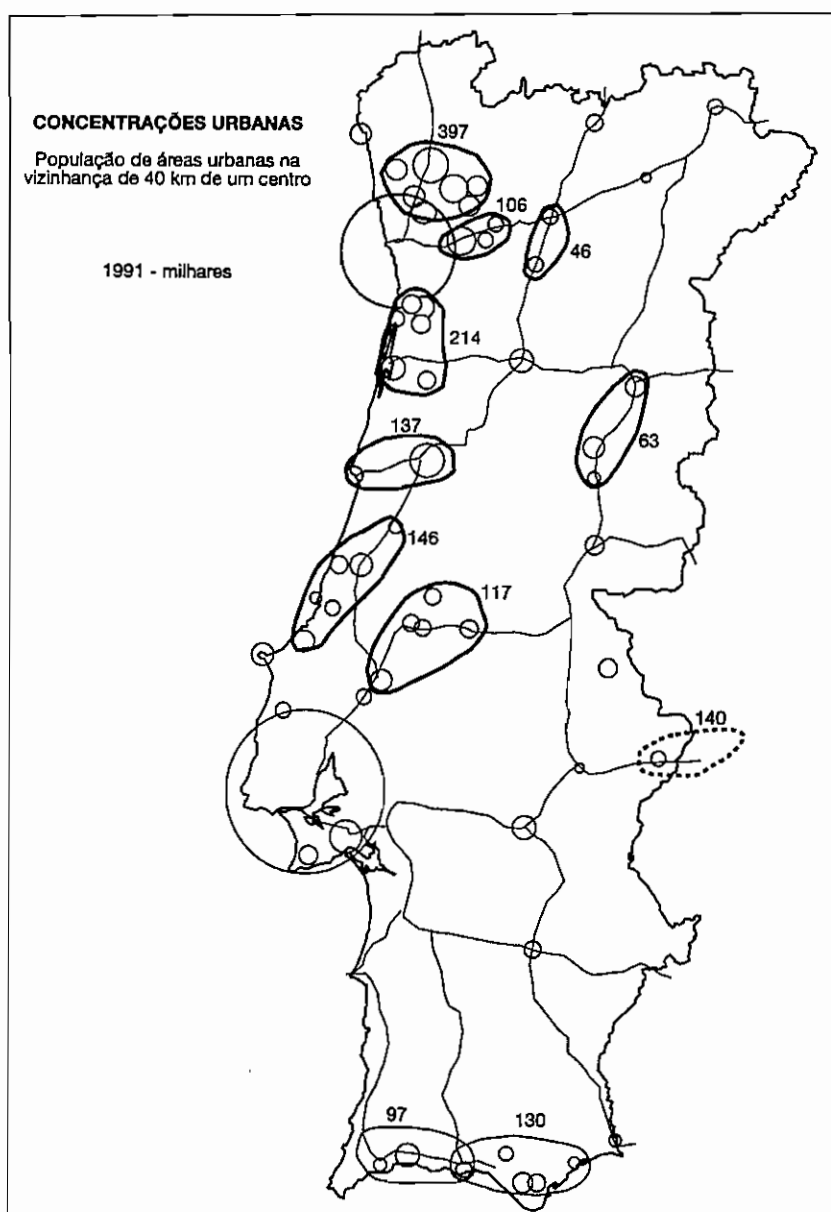 CONCENTRAÇÕES URBANAS
População de áreas urbanas na
vizinhança de 40 km de um centro
1991 - milhares
397
106
46
214
137
63
146
117
140
97
130